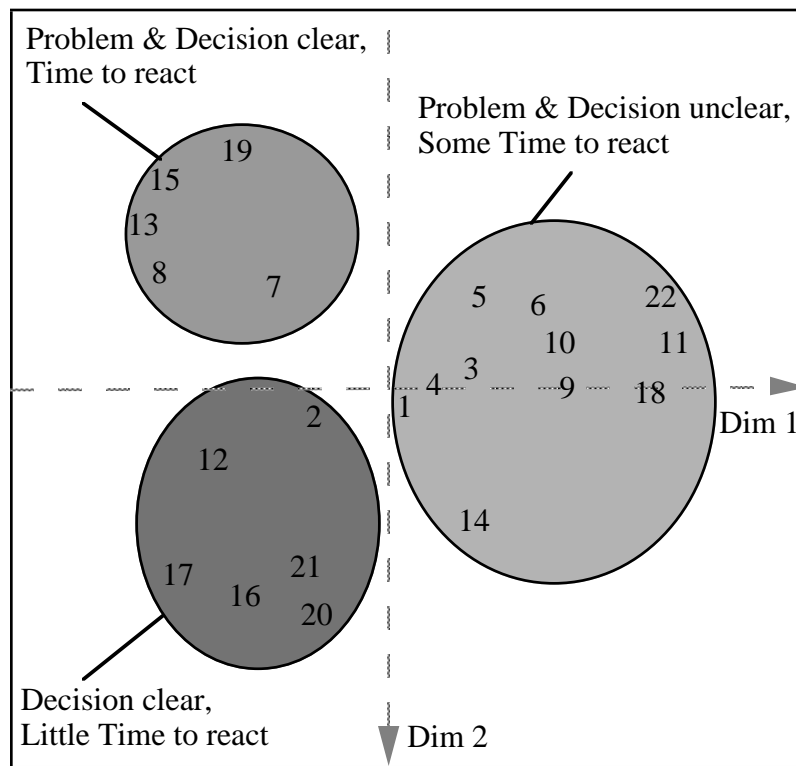 Problem & Decision clear,
Time to react
Problem & Decision unclear,
Some Time to react
19
15
13
8
7
5
6
22
10
11
3
4
9
18
1
Dim 1
2
12
14
17
21
16
20
Decision clear,
Little Time to react
Dim 2